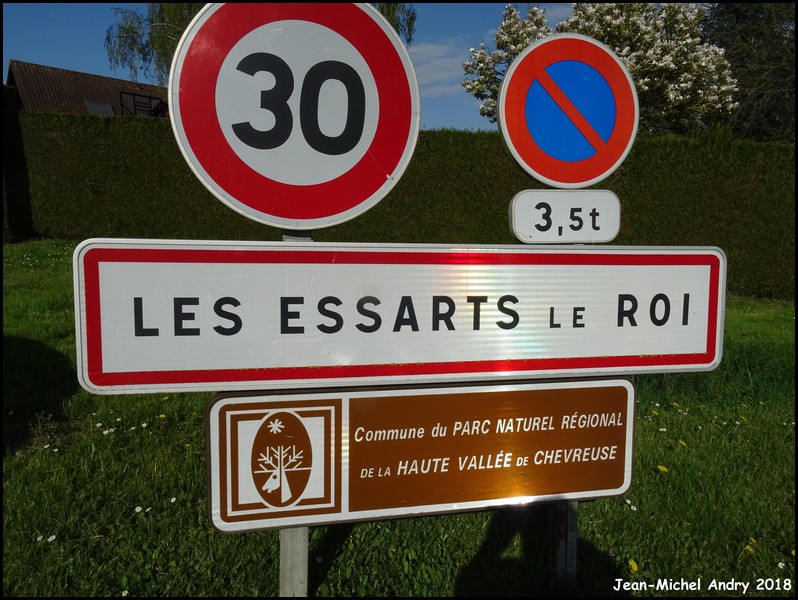 30
3,5t
LES ESSARTS LE ROI
Commune du PARC NATUREL RÉGIONAL
DE LA HAUTE VALLÉE DE CHEVREUSE
Jean-Michel Andry 2018